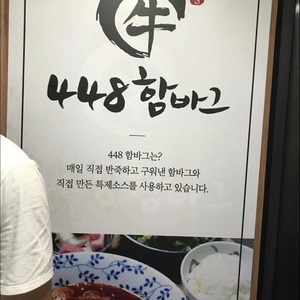 牛
448 함바그
448 함바그는?
매일 직접 반죽하고 구워낸 함바그와
직접 만든 특제소스를 사용하고 있습니다.